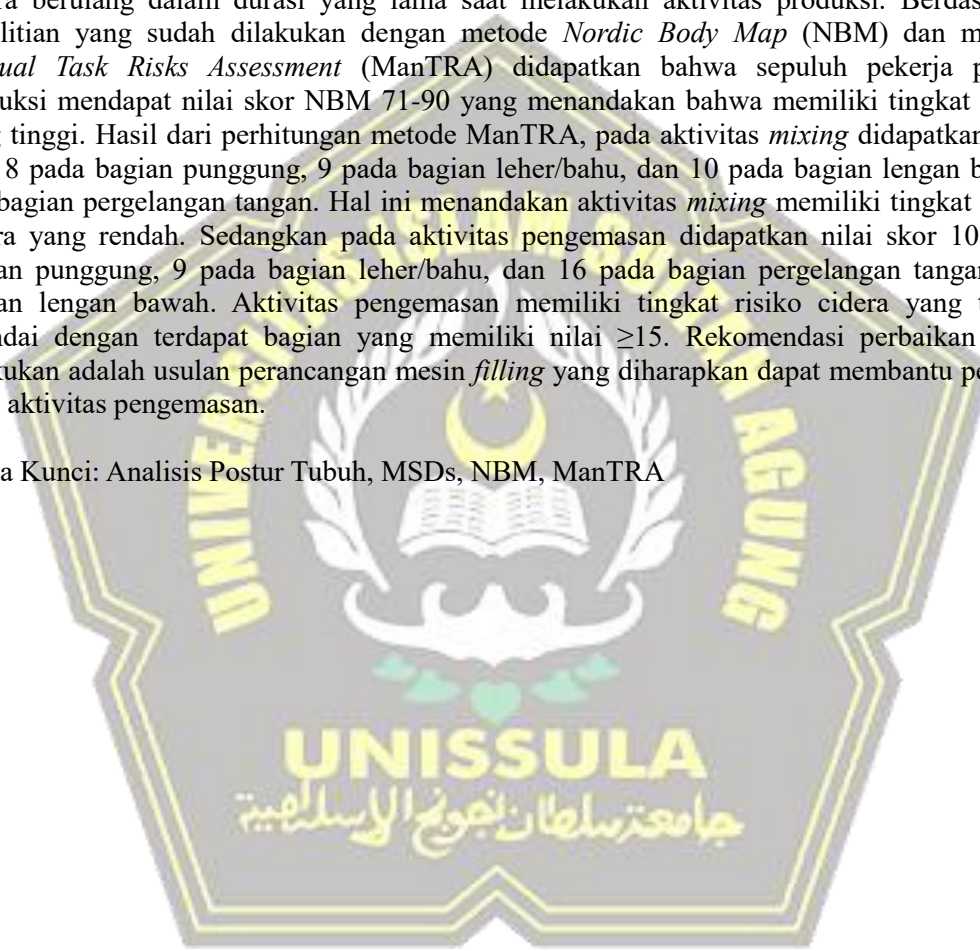 ra berulang dalam durasi yang lama saat melakukan aktivitas produksi. Berdas
litian yang sudah dilakukan dengan metode Nordic Body Map (NBM) dan m
ual Task Risks Assessment (ManTRA) didapatkan bahwa sepuluh pekerja p
uksi mendapat nilai skor NBM 71-90 yang menandakan bahwa memiliki tingkat
g tinggi. Hasil dari perhitungan metode ManTRA, pada aktivitas mixing didapatkan
8 pada bagian punggung, 9 pada bagian leher/bahu, dan 10 pada bagian lengan b
bagian pergelangan tangan. Hal ini menandakan aktivitas mixing memiliki tingkat
ra yang rendah. Sedangkan pada aktivitas pengemasan didapatkan nilai skor 10
an punggung, 9 pada bagian leher/bahu, dan 16 pada bagian pergelangan tangan
an lengan bawah. Aktivitas pengemasan memiliki tingkat risiko cidera yang t
ndai dengan terdapat bagian yang memiliki nilai ≥15. Rekomendasi perbaikan
kukan adalah usulan perancangan mesin filling yang diharapkan dapat membantu pe
aktivitas pengemasan.
a Kunci: Analisis Postur Tubuh, MSDs, NBM, ManTRA
UNIVERSITAS ISLAM SULTAN AGUNG
UNISSULA
جامعة سلطان أجونج الإسلامية